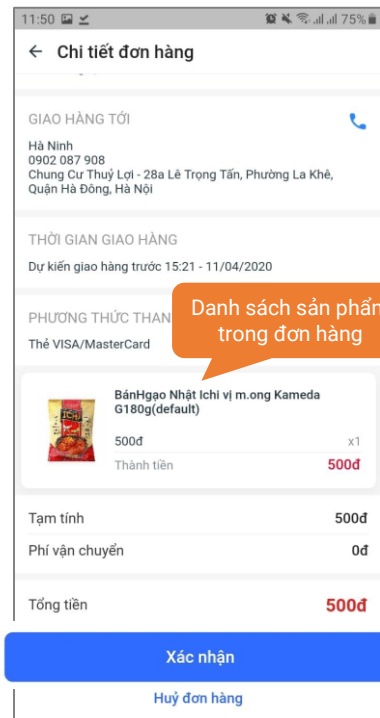 11:50 75%
Chi tiết đơn hàng
GIAO HÀNG TỚI
Hà Ninh
0902 087 908
Chung Cư Thuỷ Lợi - 28a Lê Trọng Tấn, Phường La Khê,
Quận Hà Đông, Hà Nội
THỜI GIAN GIAO HÀNG
Dự kiến giao hàng trước 15:21 - 11/04/2020
PHƯƠNG THỨC THAN
Danh sách sản phẩm
trong đơn hàng
Thẻ VISA/MasterCard
ICHI
BánHgạo Nhật Ichi vị m.ong Kameda
G180g(default)
500đ x1
Thành tiền 500đ
Tạm tính 500đ
Phí vận chuyển 0đ
Tổng tiền 500đ
Xác nhận
Huỷ đơn hàng